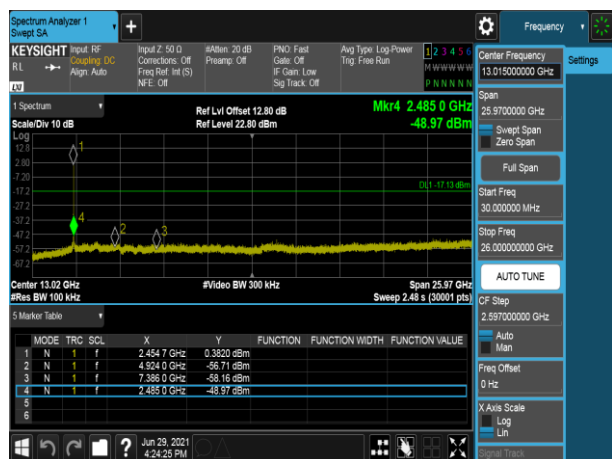 Spectrum Analyzer 1
Swept SA
+
Frequency
KEYSIGHT Input: RF Input Z: 50 Ω #Atten: 20 dB PNO: Fast Avg Type: Log-Power 1 2 3 4 5 6
RL Coupling: DC Corrections: Off Preamp: Off Gate: Off Trig: Free Run M W W W W W
Align: Auto Freq Ref: Int (S) IF Gain: Low
NFE: Off Sig Track: Off P N N N N N
LXI
1 Spectrum
Scale/Div 10 dB
Ref Lvl Offset 12.80 dB
Ref Level 22.80 dBm
Mkr4 2.485 0 GHz
-48.97 dBm
Log
12.8
2.80
-7.20
-17.2
-27.2
-37.2
-47.2
-57.2
-67.2
1
2
3
4
DL1 -17.13 dBm
Center 13.02 GHz #Video BW 300 kHz Span 25.97 GHz
#Res BW 100 kHz Sweep 2.48 s (30001 pts)
5 Marker Table
MODE TRC SCL X Y FUNCTION FUNCTION WIDTH FUNCTION VALUE
1 N 1 f 2.454 7 GHz 0.3820 dBm
2 N 1 f 4.924 0 GHz -56.71 dBm
3 N 1 f 7.386 0 GHz -58.16 dBm
4 N 1 f 2.485 0 GHz -48.97 dBm
5
6
?
Jun 29, 2021
4:24:25 PM
Center Frequency
13.015000000 GHz
Settings
Span
25.9700000 GHz
Swept Span
Zero Span
Full Span
Start Freq
30.000000 MHz
Stop Freq
26.000000000 GHz
AUTO TUNE
CF Step
2.597000000 GHz
Auto
Man
Freq Offset
0 Hz
X Axis Scale
Log
Lin
Signal Track